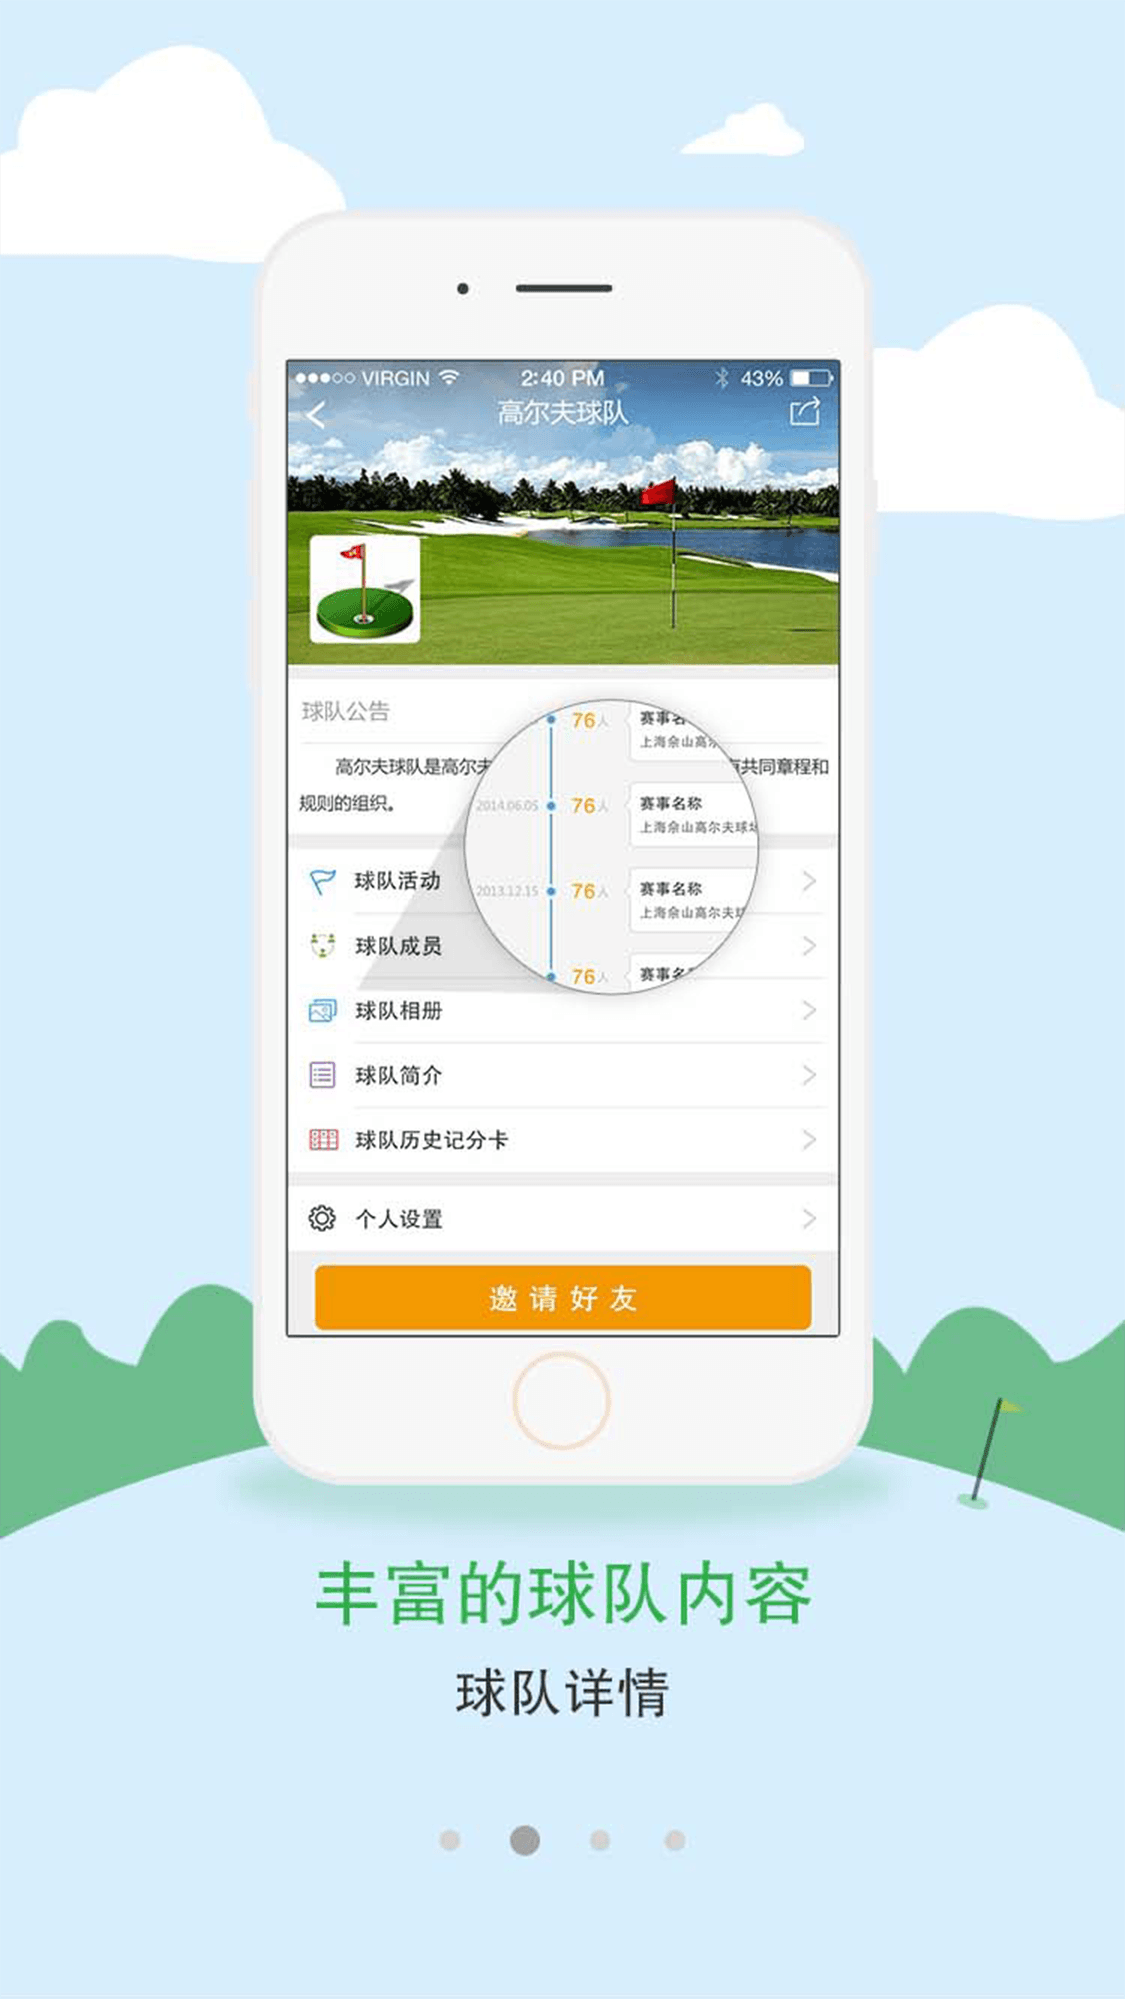 VIRGIN 2:40 PM 43%
高尔夫球队
球队公告
高尔夫球队是高尔夫
有共同章程和
规则的组织。
76人 赛事名
上海佘山高尔
2014.06.05 76人 赛事名称
上海佘山高尔夫球场
2013.12.15 76人 赛事名称
上海佘山高尔夫球
76人 赛事名称
球队活动
球队成员
球队相册
球队简介
球队历史记分卡
个人设置
邀请好友
丰富的球队内容
球队详情